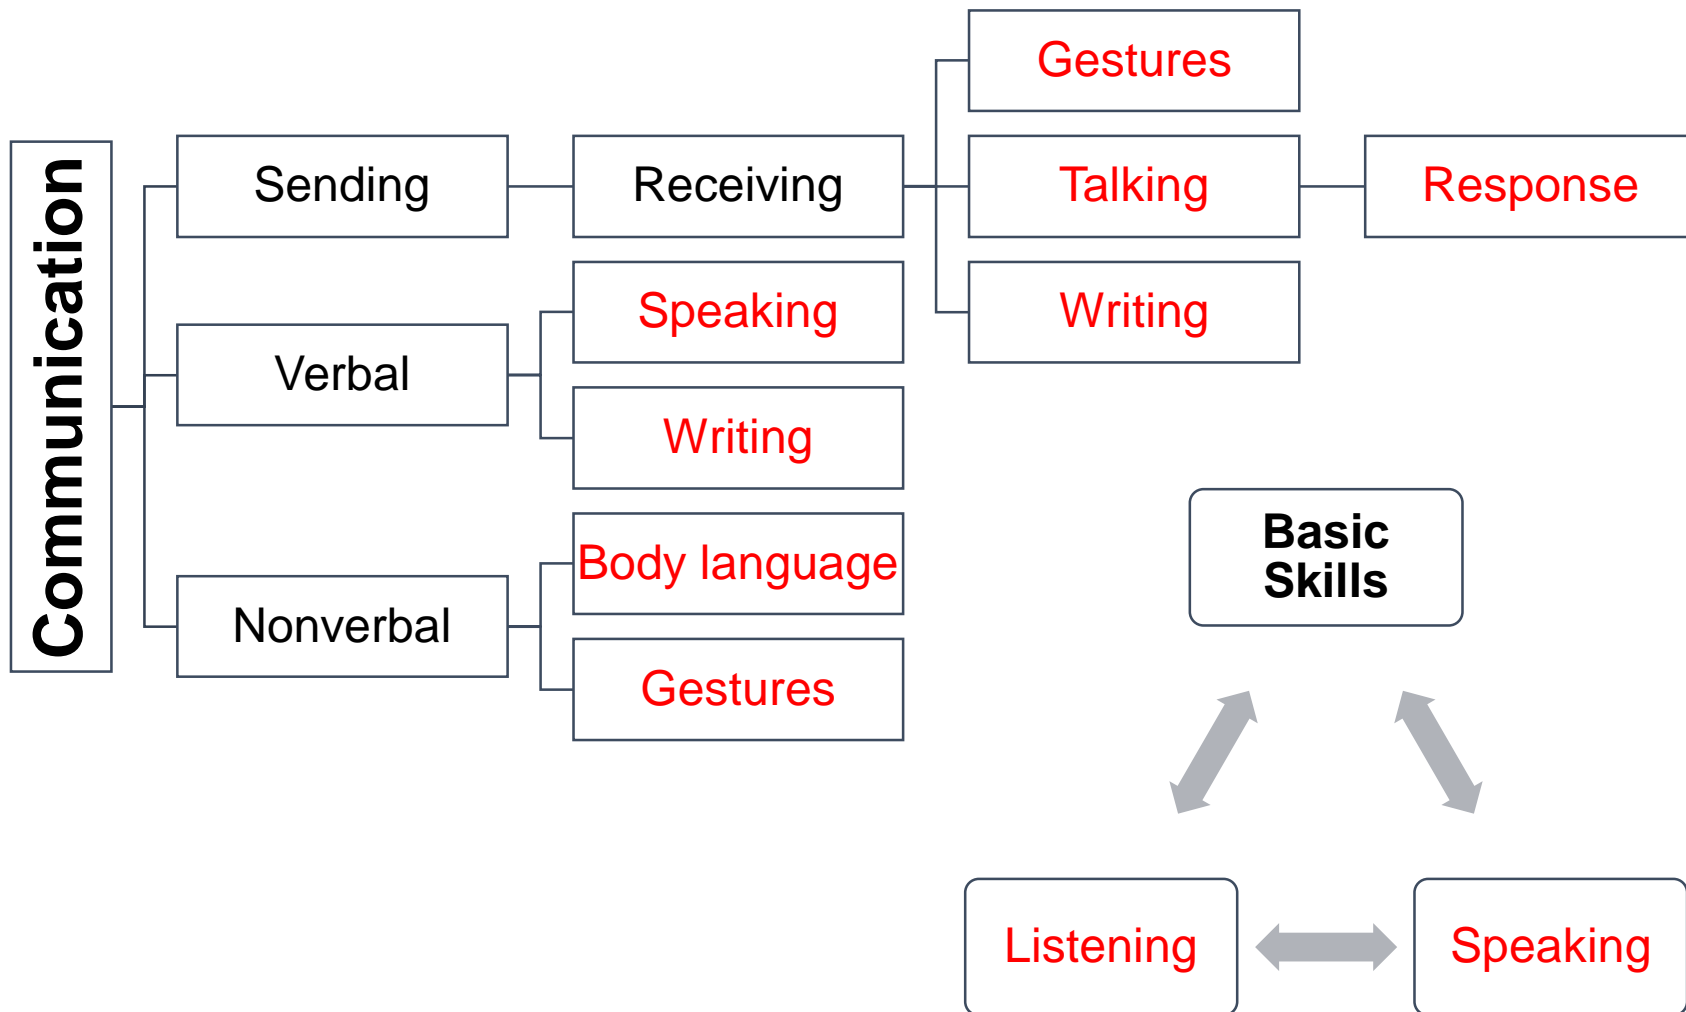 Communication
Sending
Receiving
Gestures
Talking
Writing
Response
Verbal
Speaking
Writing
Nonverbal
Body language
Gestures
Basic
Skills
Listening
Speaking